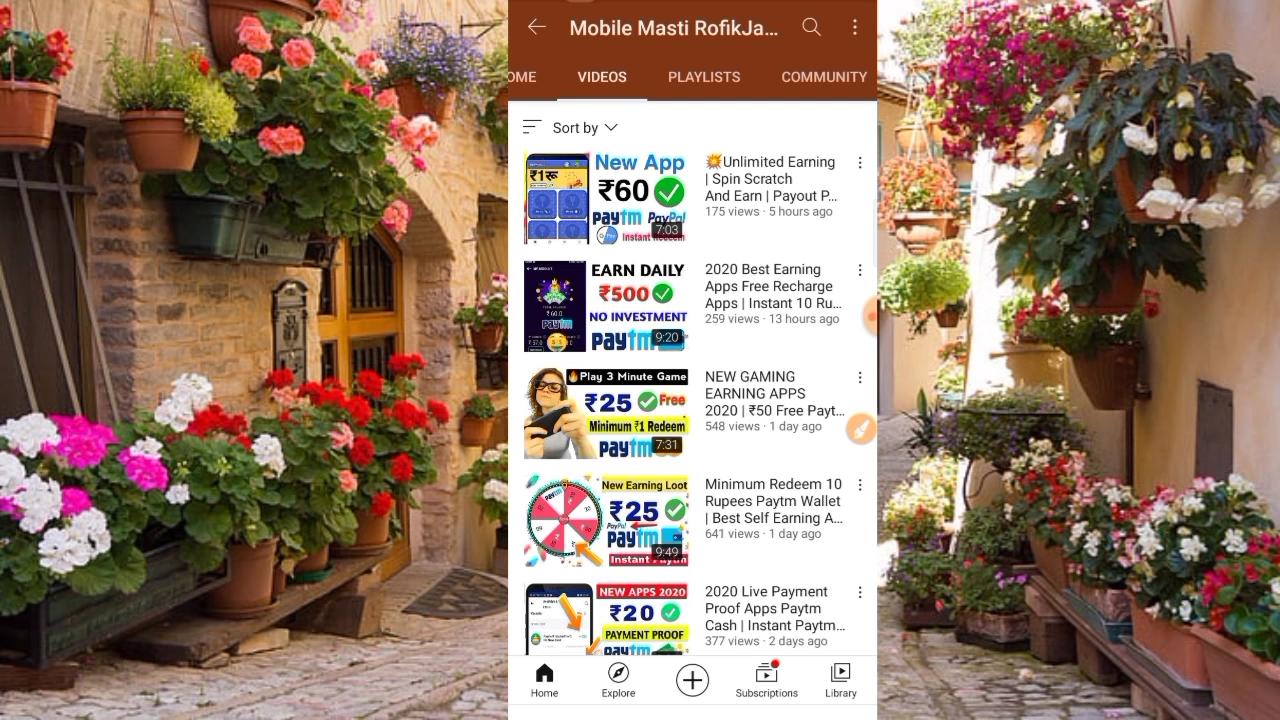 Mobile Masti RofikJa...
OME VIDEOS PLAYLISTS COMMUNITY
Sort by
New App
₹1रू
₹60
paytm PayPal
Instant Redeem
7:03
💥Unlimited Earning
| Spin Scratch
And Earn | Payout P...
175 views · 5 hours ago
EARN DAILY
₹500
NO INVESTMENT
paytm
9:20
2020 Best Earning
Apps Free Recharge
Apps | Instant 10 Ru...
259 views · 13 hours ago
🔥Play 3 Minute Game
₹25 Free
Minimum ₹1 Redeem
paytm
7:31
NEW GAMING
EARNING APPS
2020 | ₹50 Free Payt...
548 views · 1 day ago
New Earning Loot
₹25
PayPal
paytm
Instant Paytm
9:49
Minimum Redeem 10
Rupees Paytm Wallet
| Best Self Earning A...
641 views · 1 day ago
NEW APPS 2020
₹20
PAYMENT PROOF
2020 Live Payment
Proof Apps Paytm
Cash | Instant Paytm...
377 views · 2 days ago
Home Explore Subscriptions Library